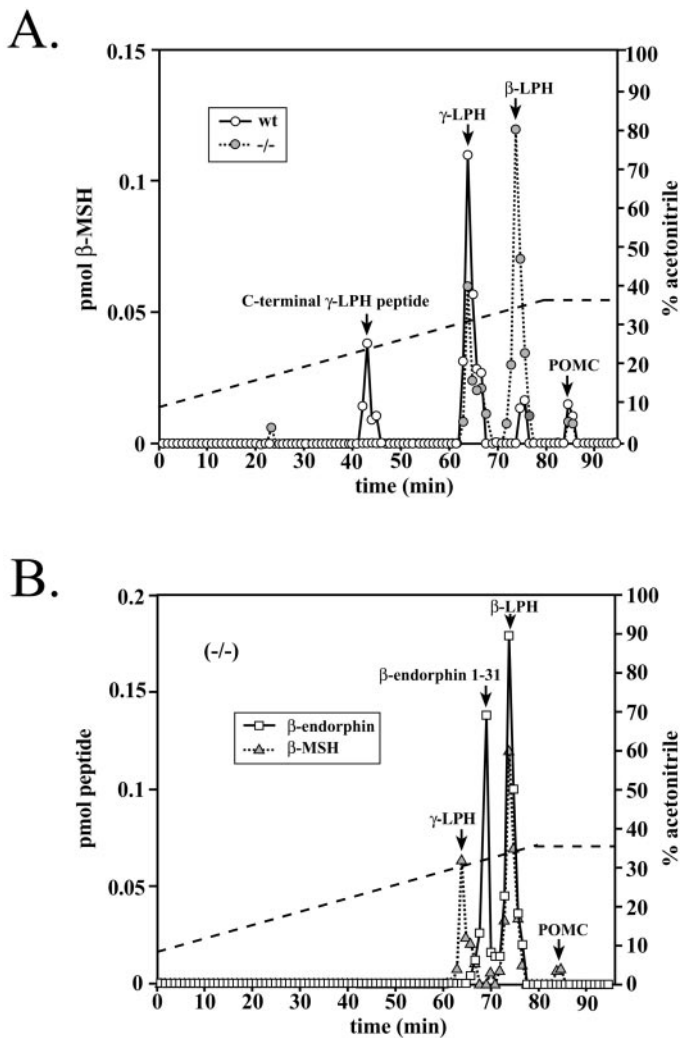 A.
0.15
0.1
0.05
0
pmol β-MSH
wt
-/-
C-terminal γ-LPH peptide
γ-LPH
β-LPH
POMC
100
90
80
70
60
50
40
30
20
10
0
% acetonitrile
0 10 20 30 40 50 60 70 80 90
time (min)
B.
0.2
0.15
0.1
0.05
0
pmol peptide
(-/-)
β-endorphin
β-MSH
γ-LPH
β-endorphin 1-31
β-LPH
POMC
100
90
80
70
60
50
40
30
20
10
0
% acetonitrile
0 10 20 30 40 50 60 70 80 90
time (min)